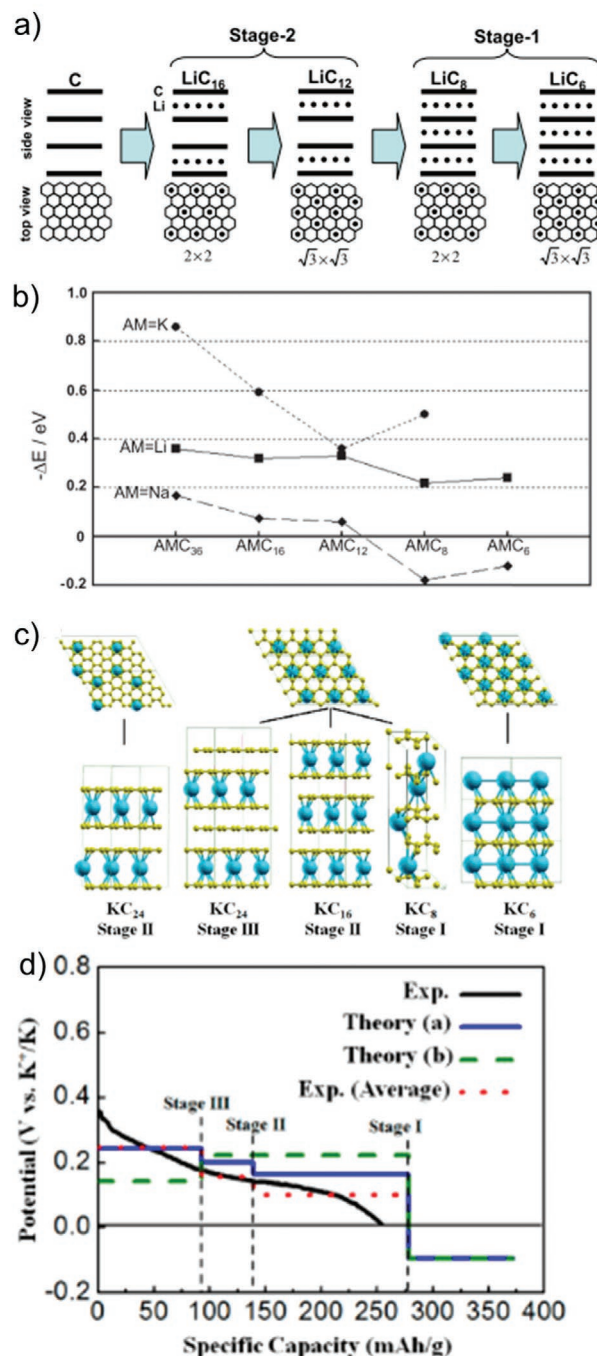 a)
Stage-2
Stage-1
C
LiC₁₆
LiC₁₂
LiC₈
LiC₆
C
Li
side view
top view
2×2
√3×√3
2×2
√3×√3
b)
1.0
0.8
0.6
0.4
0.2
0
-0.2
-ΔE / eV
AM=K
AM=Li
AM=Na
AMC₃₆
AMC₁₆
AMC₁₂
AMC₈
AMC₆
c)
KC₂₄
Stage II
KC₂₄
Stage III
KC₁₆
Stage II
KC₈
Stage I
KC₆
Stage I
d)
0.8
0.6
0.4
0.2
0.0
-0.2
Potential (V vs. K⁺/K)
Exp.
Theory (a)
Theory (b)
Exp. (Average)
Stage III
Stage II
Stage I
0 50 100 150 200 250 300 350 400
Specific Capacity (mAh/g)